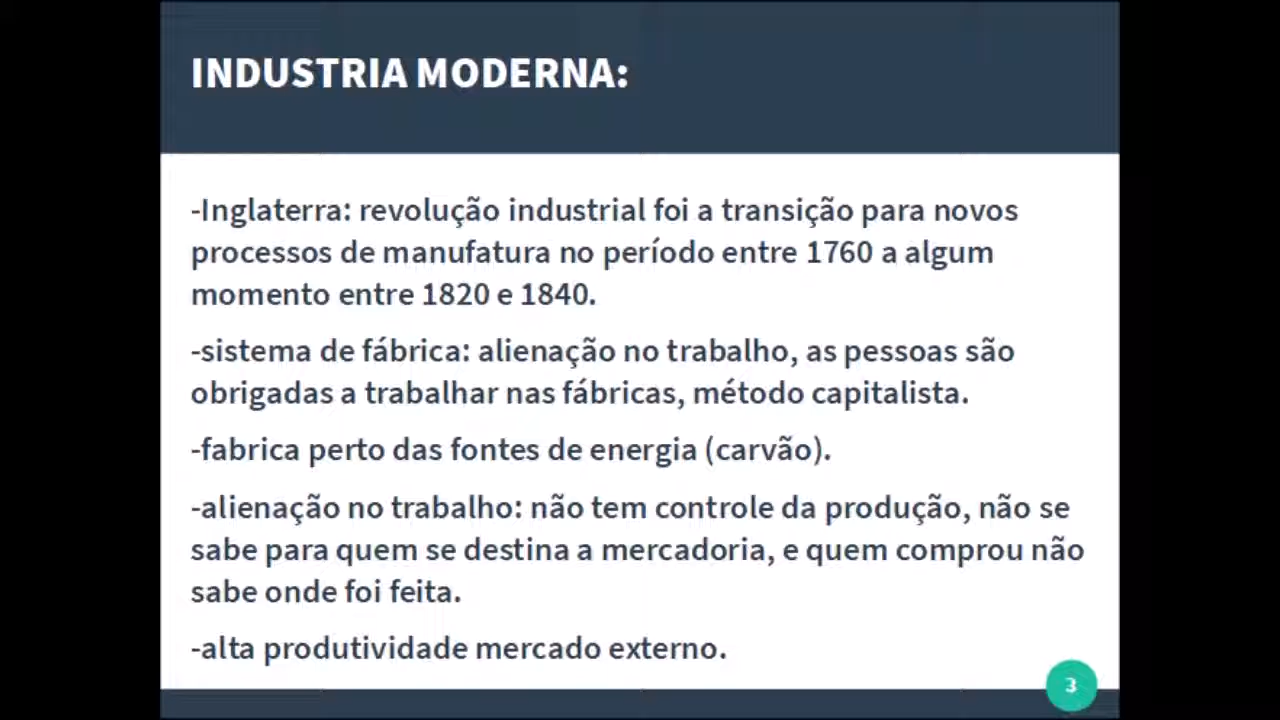 INDUSTRIA MODERNA:
-Inglaterra: revolução industrial foi a transição para novos
processos de manufatura no período entre 1760 a algum
momento entre 1820 e 1840.
-sistema de fábrica: alienação no trabalho, as pessoas são
obrigadas a trabalhar nas fábricas, método capitalista.
-fabrica perto das fontes de energia (carvão).
-alienação no trabalho: não tem controle da produção, não se
sabe para quem se destina a mercadoria, e quem comprou não
sabe onde foi feita.
-alta produtividade mercado externo.
3